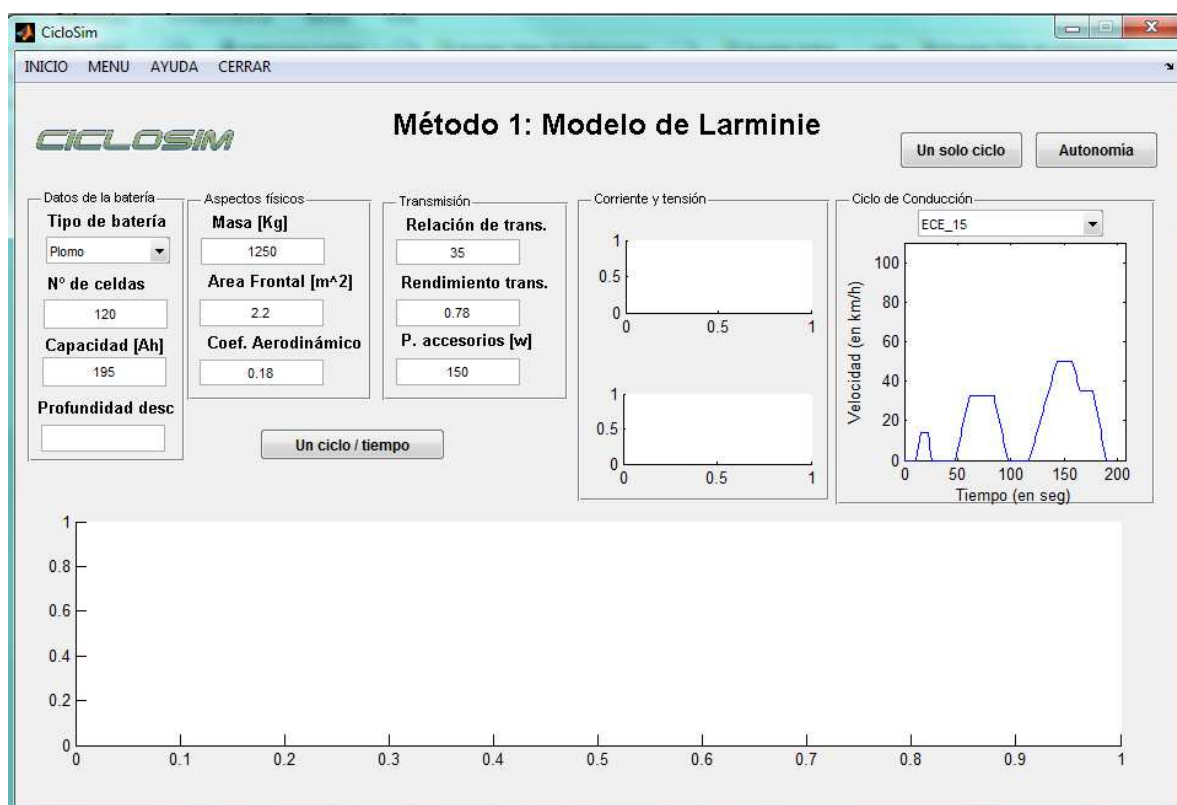 CicloSim
INICIO MENU AYUDA CERRAR
CICLOSIM
Método 1: Modelo de Larminie
Un solo ciclo
Autonomía
Datos de la batería
Tipo de batería
Plomo
Nº de celdas
120
Capacidad [Ah]
195
Profundidad desc
Aspectos físicos
Masa [Kg]
1250
Area Frontal [m^2]
2.2
Coef. Aerodinámico
0.18
Un ciclo / tiempo
Transmisión
Relación de trans.
35
Rendimiento trans.
0.78
P. accesorios [w]
150
Corriente y tensión
1
0.5
0
0 0.5 1
1
0.5
0
0 0.5 1
Ciclo de Conducción
ECE_15
Velocidad (en km/h)
100
80
60
40
20
0
0 50 100 150 200
Tiempo (en seg)
1
0.8
0.6
0.4
0.2
0
0 0.1 0.2 0.3 0.4 0.5 0.6 0.7 0.8 0.9 1